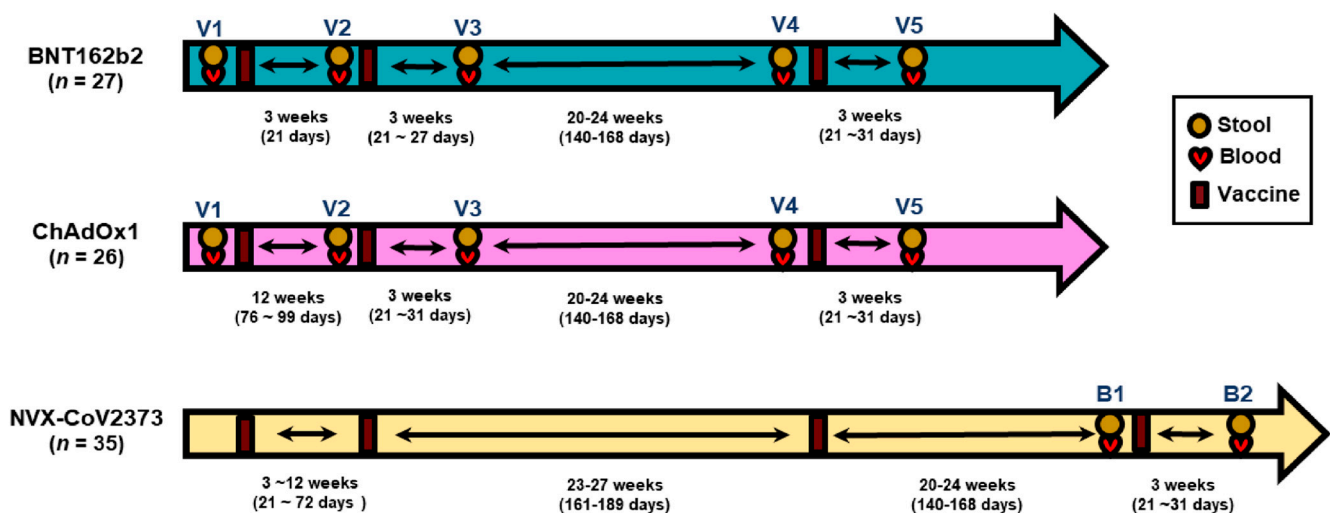 V1 V2 V3 V4 V5
BNT162b2
(n = 27)
3 weeks 3 weeks 20-24 weeks 3 weeks
(21 days) (21 ~ 27 days) (140-168 days) (21 ~31 days)
Stool
Blood
Vaccine
V1 V2 V3 V4 V5
ChAdOx1
(n = 26)
12 weeks 3 weeks 20-24 weeks 3 weeks
(76 ~ 99 days) (21 ~31 days) (140-168 days) (21 ~31 days)
B1 B2
NVX-CoV2373
(n = 35)
3 ~12 weeks 23-27 weeks 20-24 weeks 3 weeks
(21 ~ 72 days ) (161-189 days) (140-168 days) (21 ~31 days)